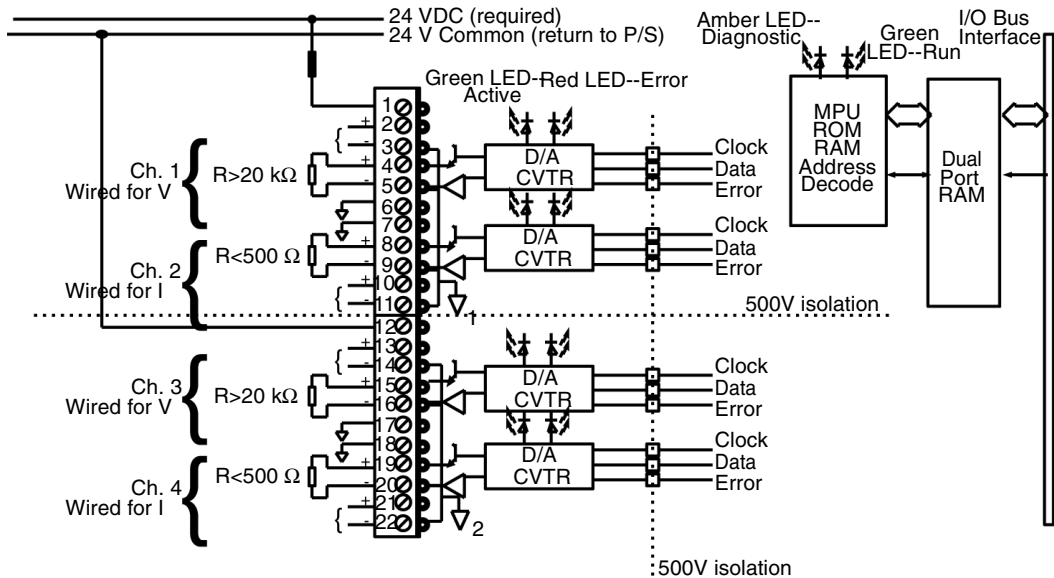 24 VDC (required)
24 V Common (return to P/S)
Amber LED--
Diagnostic
Green
LED--Run
I/O Bus
Interface
Green LED--
Active
Red LED--Error
MPU
ROM
RAM
Address
Decode
Dual
Port
RAM
1
2
3
4
5
6
7
8
9
10
11
12
13
14
15
16
17
18
19
20
21
22
+
-
+
-
+
-
+
-
+
-
+
-
+
-
+
-
Ch. 1
Wired for V
R>20 kΩ
D/A
CVTR
Clock
Data
Error
Ch. 2
Wired for I
R<500 Ω
D/A
CVTR
Clock
Data
Error
1
500V isolation
Ch. 3
Wired for V
R>20 kΩ
D/A
CVTR
Clock
Data
Error
Ch. 4
Wired for I
R<500 Ω
D/A
CVTR
Clock
Data
Error
2
500V isolation